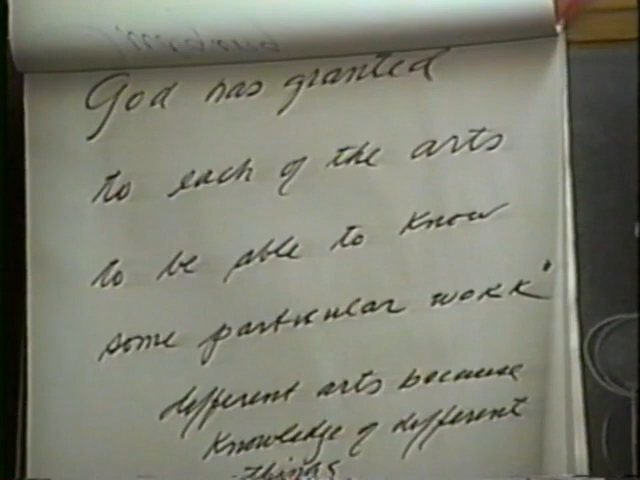 God has granted
to each of the arts
to be able to know
some particular work
different arts because
knowledge of different
things